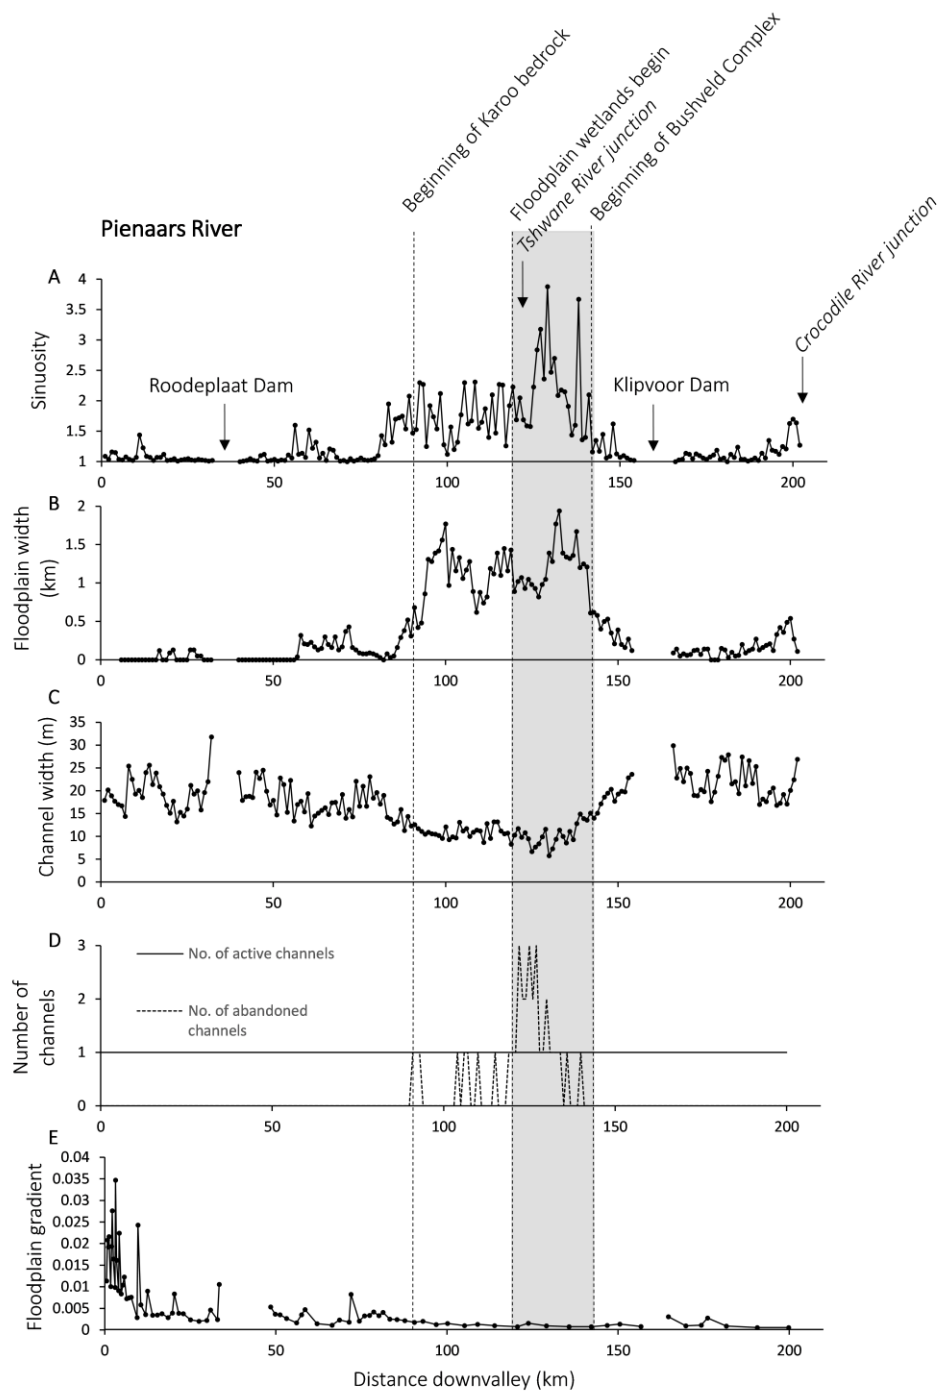 Beginning of Karoo bedrock
Floodplain wetlands begin
Tshwane River junction
Beginning of Bushveld Complex
Crocodile River junction
Pienaars River
A
Sinuosity
4
3.5
3
2.5
2
1.5
1
Roodeplaat Dam
Klipvoor Dam
0
50
100
150
200
B
Floodplain width
(km)
2
1.5
1
0.5
0
0
50
100
150
200
C
Channel width (m)
35
30
25
20
15
10
5
0
0
50
100
150
200
D
Number of
channels
3
2
1
0
No. of active channels
No. of abandoned
channels
0
50
100
150
200
E
Floodplain gradient
0.04
0.035
0.03
0.025
0.02
0.015
0.01
0.005
0
0
50
100
150
200
Distance downvalley (km)